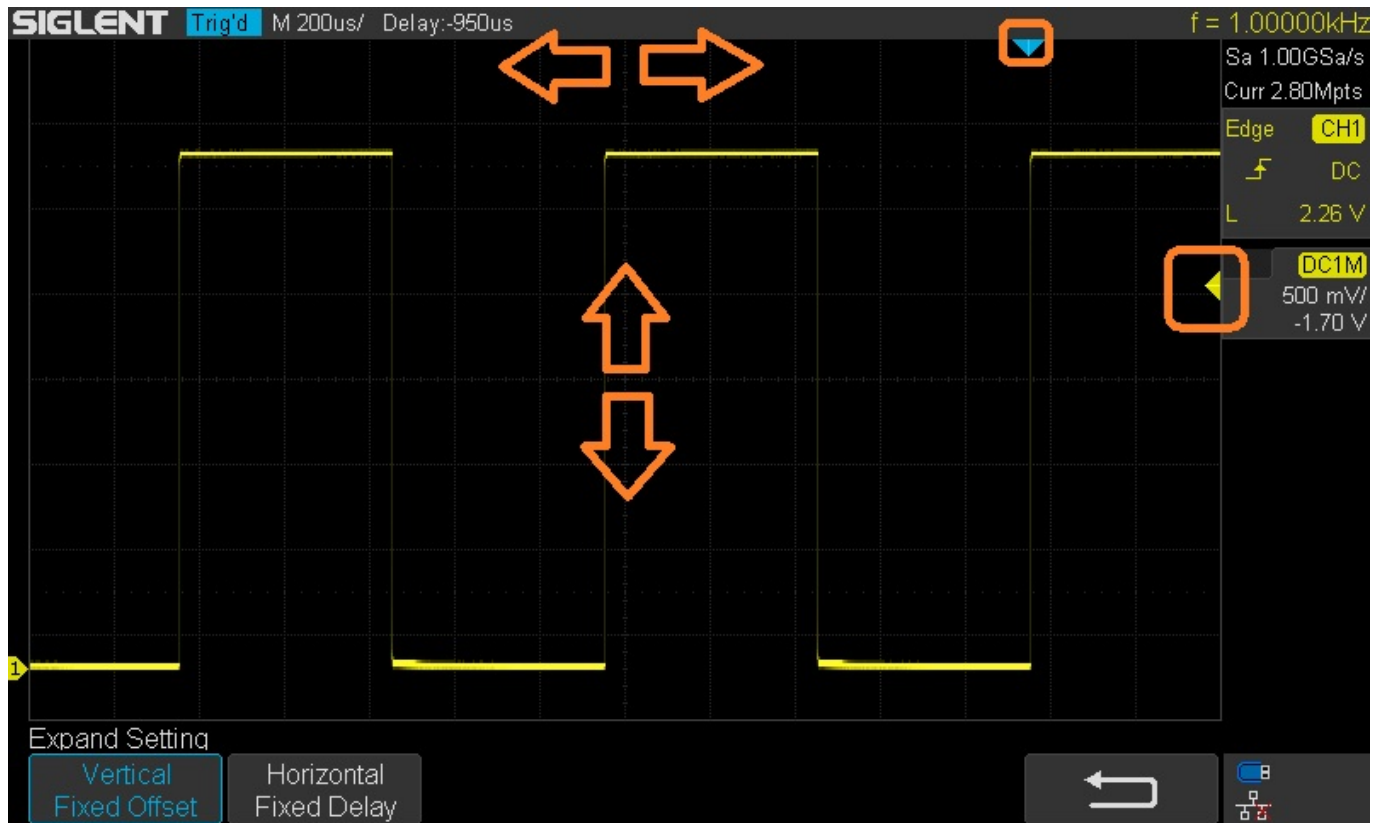 SIGLENT Trig'd M 200us/ Delay:-950us f = 1.00000kHz
Sa 1.00GSa/s
Curr 2.80Mpts
Edge CH1
DC
L 2.26 V
DC1M
500 mV/
-1.70 V
1
Expand Setting
Vertical
Fixed Offset
Horizontal
Fixed Delay